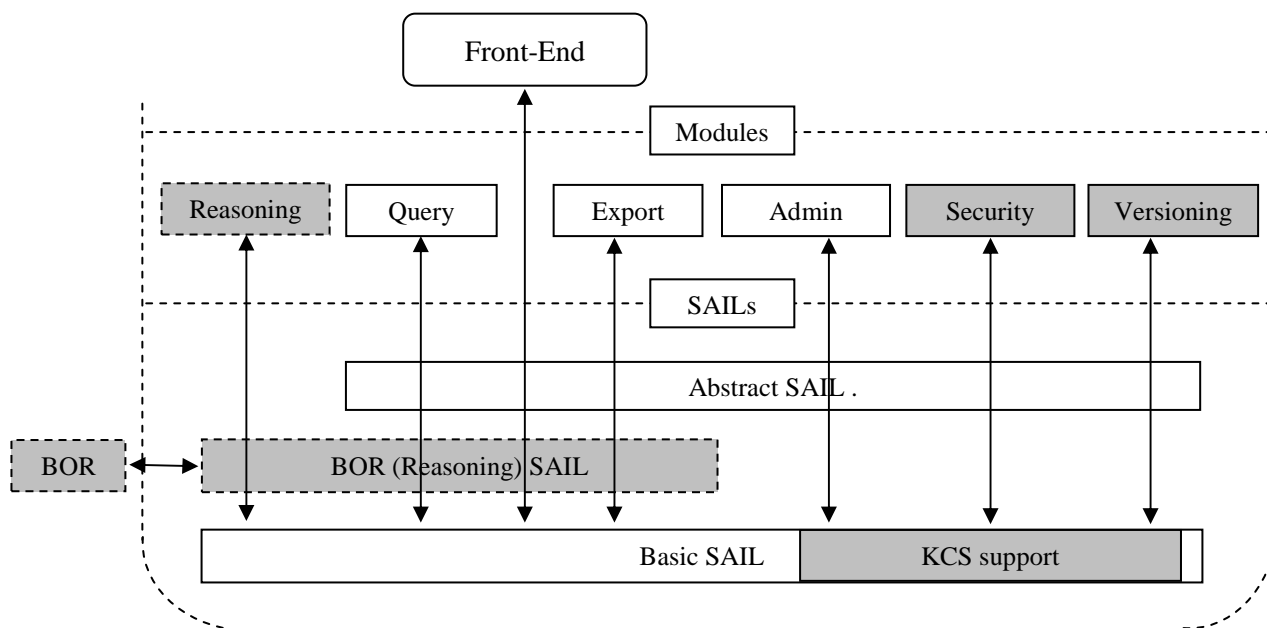 Front-End
Modules
Reasoning
Query
Export
Admin
Security
Versioning
SAILs
Abstract SAIL .
BOR
BOR (Reasoning) SAIL
Basic SAIL
KCS support